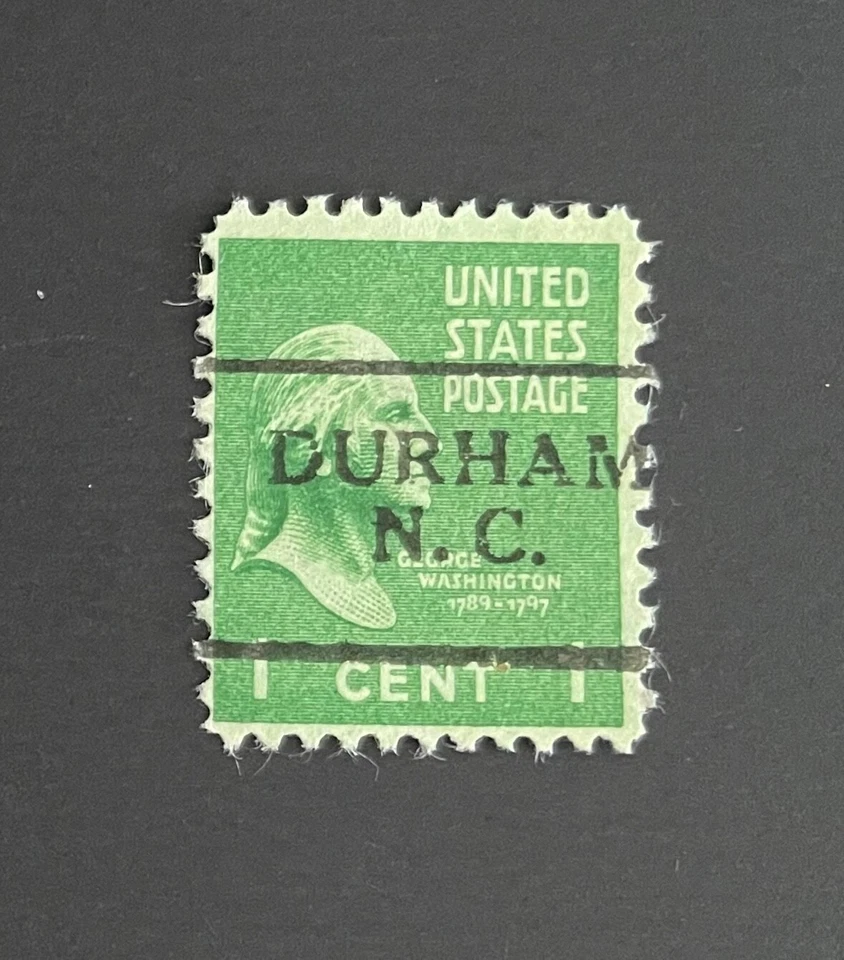 UNITED
STATES
POSTAGE
DURHAM
N. C.
GEORGE
WASHINGTON
1789-1797
1 CENT 1